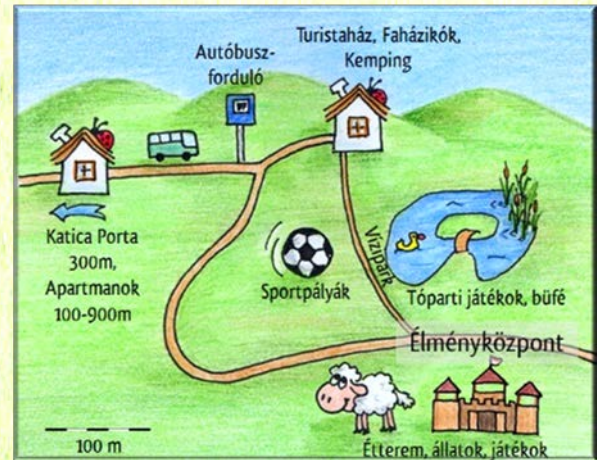 Turistaház, Faházikók,
Kemping
Autóbusz-
forduló
Katica Porta
300m,
Apartmanok
100-900m
Sportpályák
Vízipark
Tóparti játékok, büfé
Élményközpont
Étterem, állatok, játékok
100 m